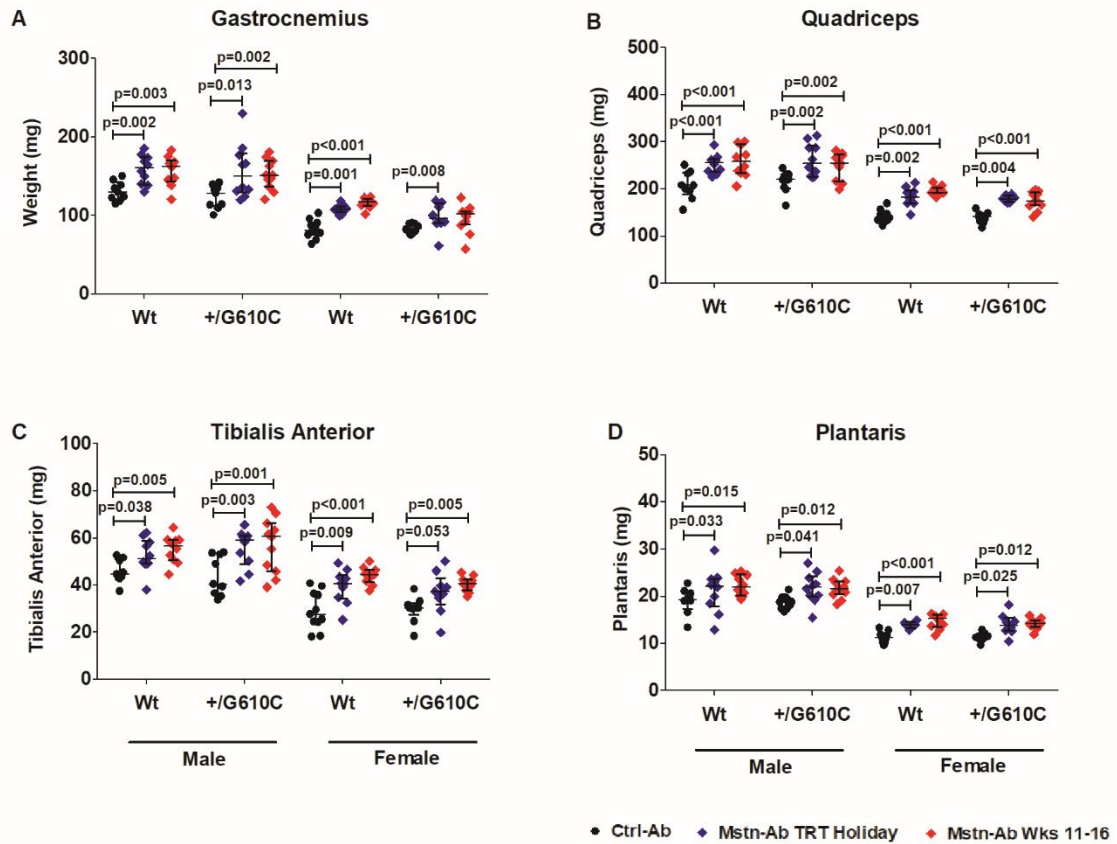 A
Gastrocnemius
Weight (mg)
300
200
100
0
p=0.003
p=0.002
p=0.002
p=0.013
p<0.001
p=0.001
p=0.008
Wt
+/G610C
Wt
+/G610C
B
Quadriceps
Quadriceps (mg)
500
400
300
200
100
0
p<0.001
p<0.001
p=0.002
p=0.002
p<0.001
p=0.002
p<0.001
p=0.004
Wt
+/G610C
Wt
+/G610C
C
Tibialis Anterior
Tibialis Anterior (mg)
100
80
60
40
20
0
p=0.005
p=0.038
p=0.001
p=0.003
p<0.001
p=0.009
p=0.005
p=0.053
Wt
+/G610C
Wt
+/G610C
Male
Female
D
Plantaris
Plantaris (mg)
50
40
30
20
10
0
p=0.015
p=0.033
p=0.012
p=0.041
p<0.001
p=0.007
p=0.012
p=0.025
Wt
+/G610C
Wt
+/G610C
Male
Female
Ctrl-Ab
Mstn-Ab TRT Holiday
Mstn-Ab Wks 11-16